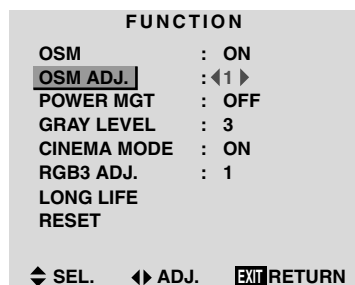 FUNCTION
OSM : ON
OSM ADJ. : 1
POWER MGT : OFF
GRAY LEVEL : 3
CINEMA MODE : ON
RGB3 ADJ. : 1
LONG LIFE
RESET
SEL. ADJ. EXIT RETURN